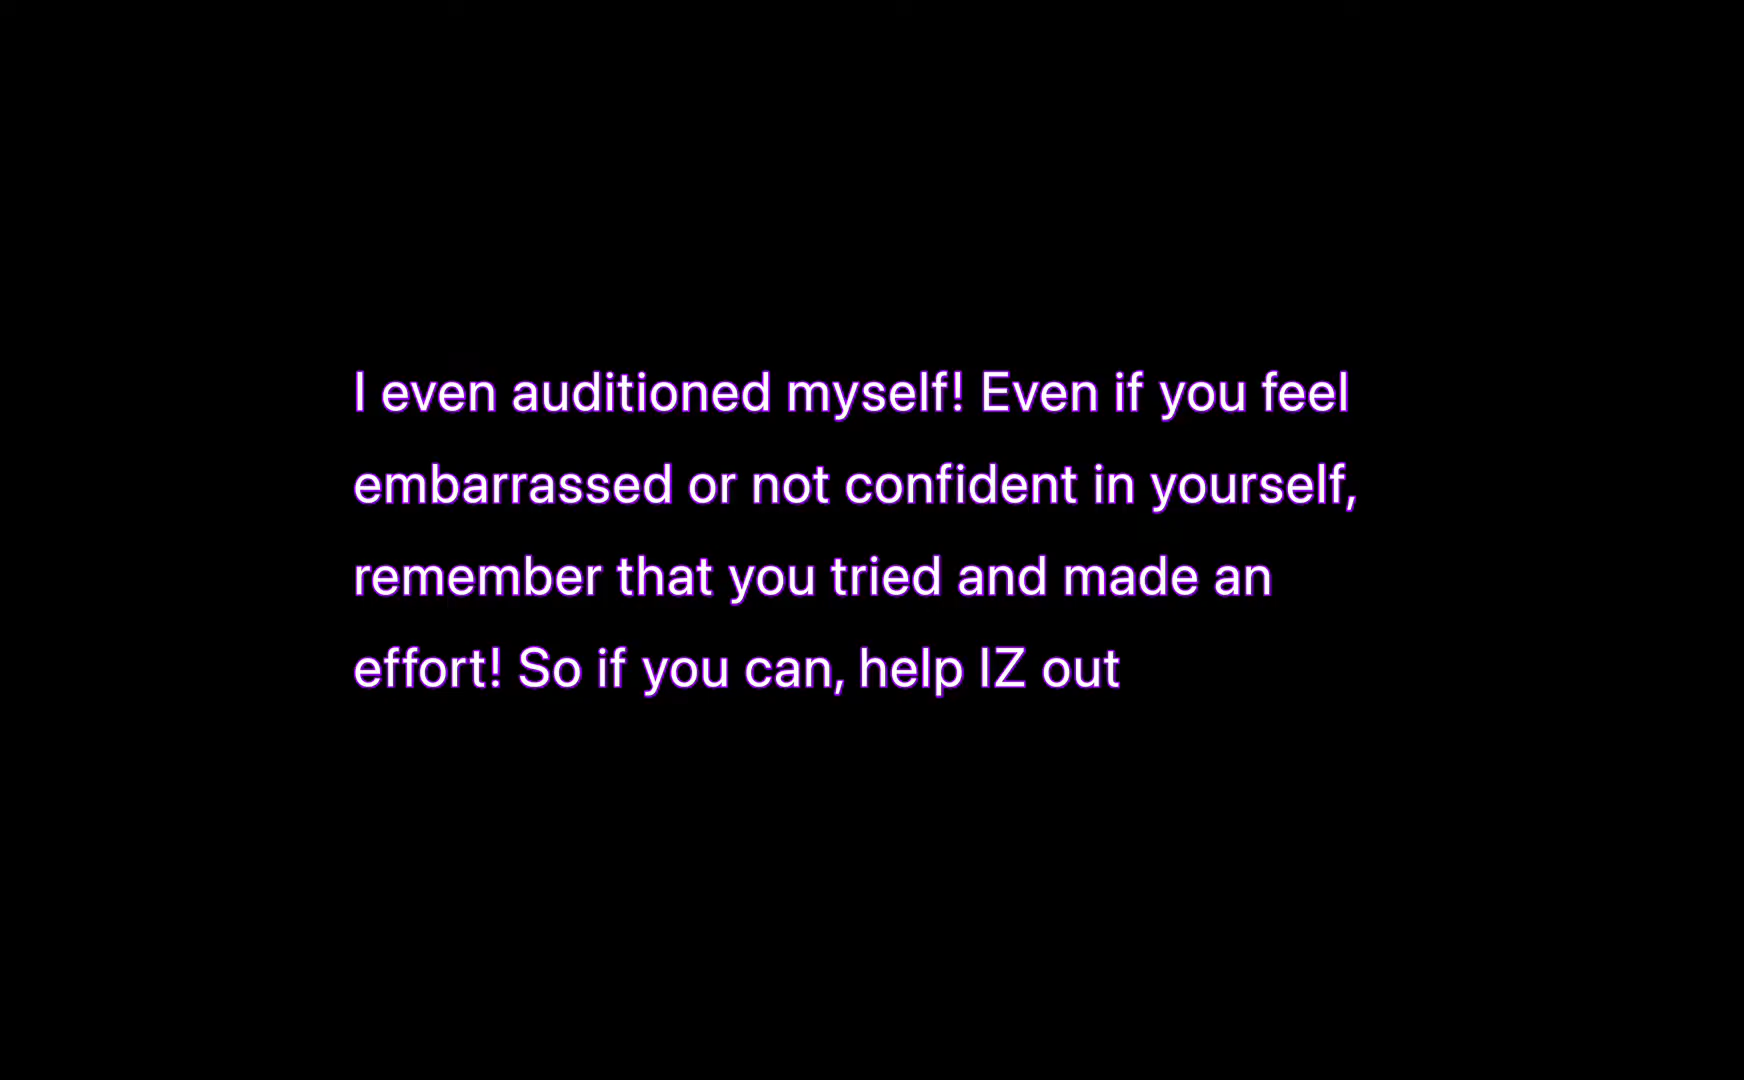 I even auditioned myself! Even if you feel
embarrassed or not confident in yourself,
remember that you tried and made an
effort! So if you can, help IZ out